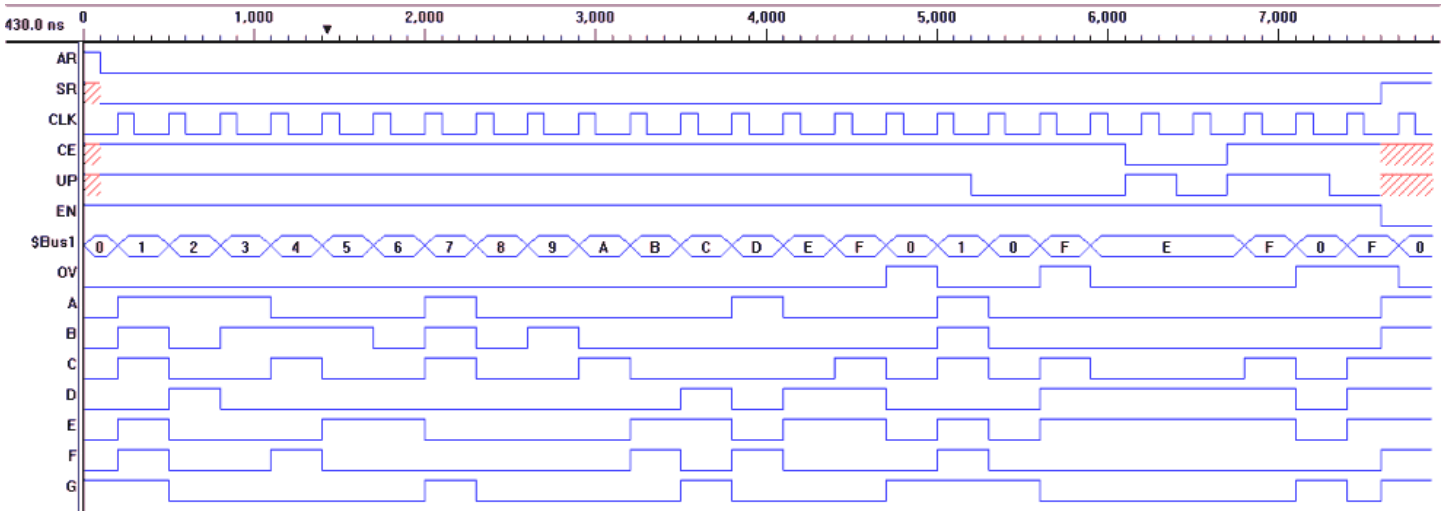 430.0 ns 0 1,000 2,000 3,000 4,000 5,000 6,000 7,000
AR
SR
CLK
CE
UP
EN
$Bus1 0 1 2 3 4 5 6 7 8 9 A B C D E F 0 1 0 F E F 0 F 0
OV
A
B
C
D
E
F
G